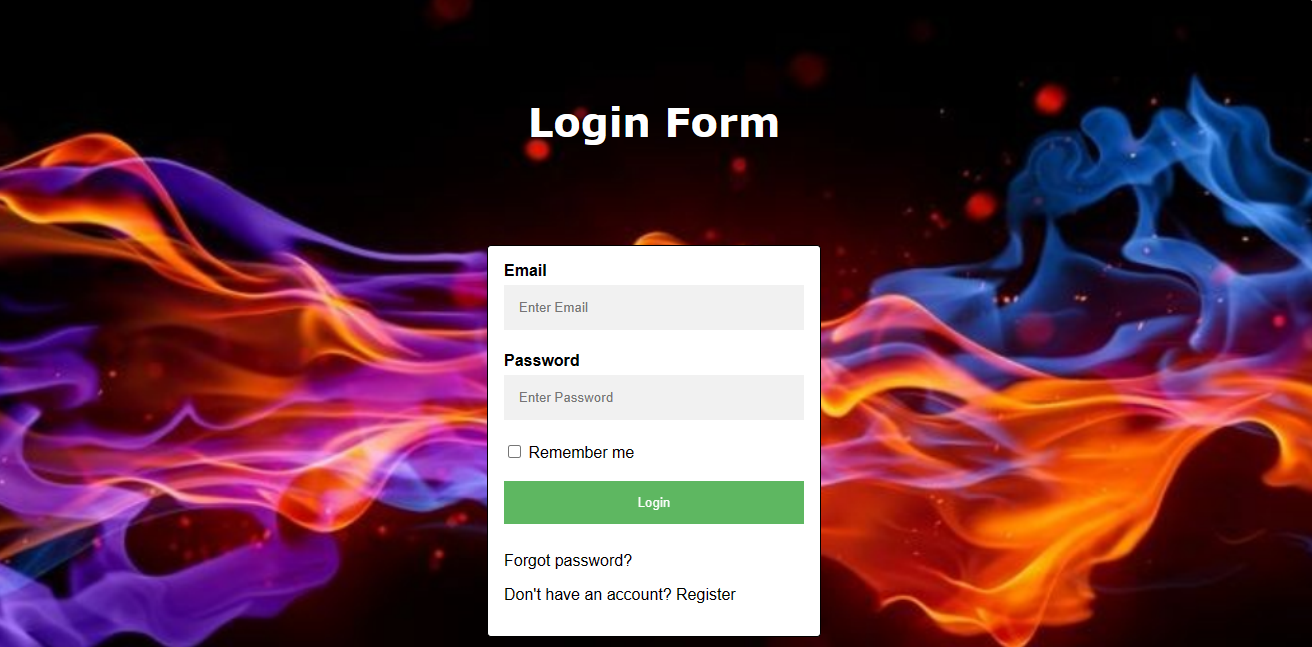 Login Form
Email
Enter Email
Password
Enter Password
Remember me
Login
Forgot password?
Don't have an account? Register